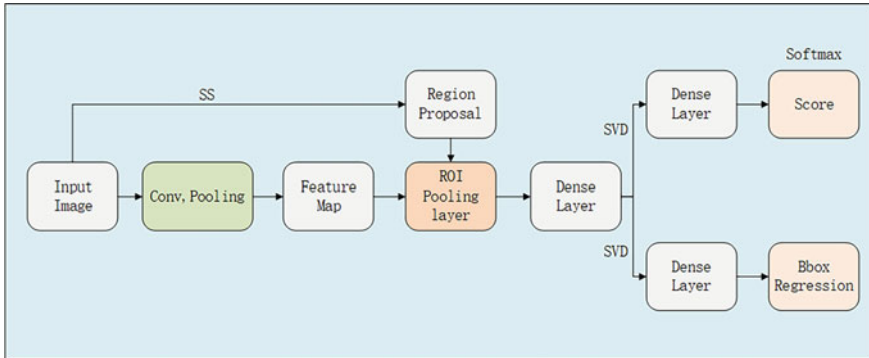 Softmax
SS
Region
Proposal
Dense
Layer
Score
SVD
Input
Image
Conv, Pooling
Feature
Map
ROI
Pooling
layer
Dense
Layer
SVD
Dense
Layer
Bbox
Regression